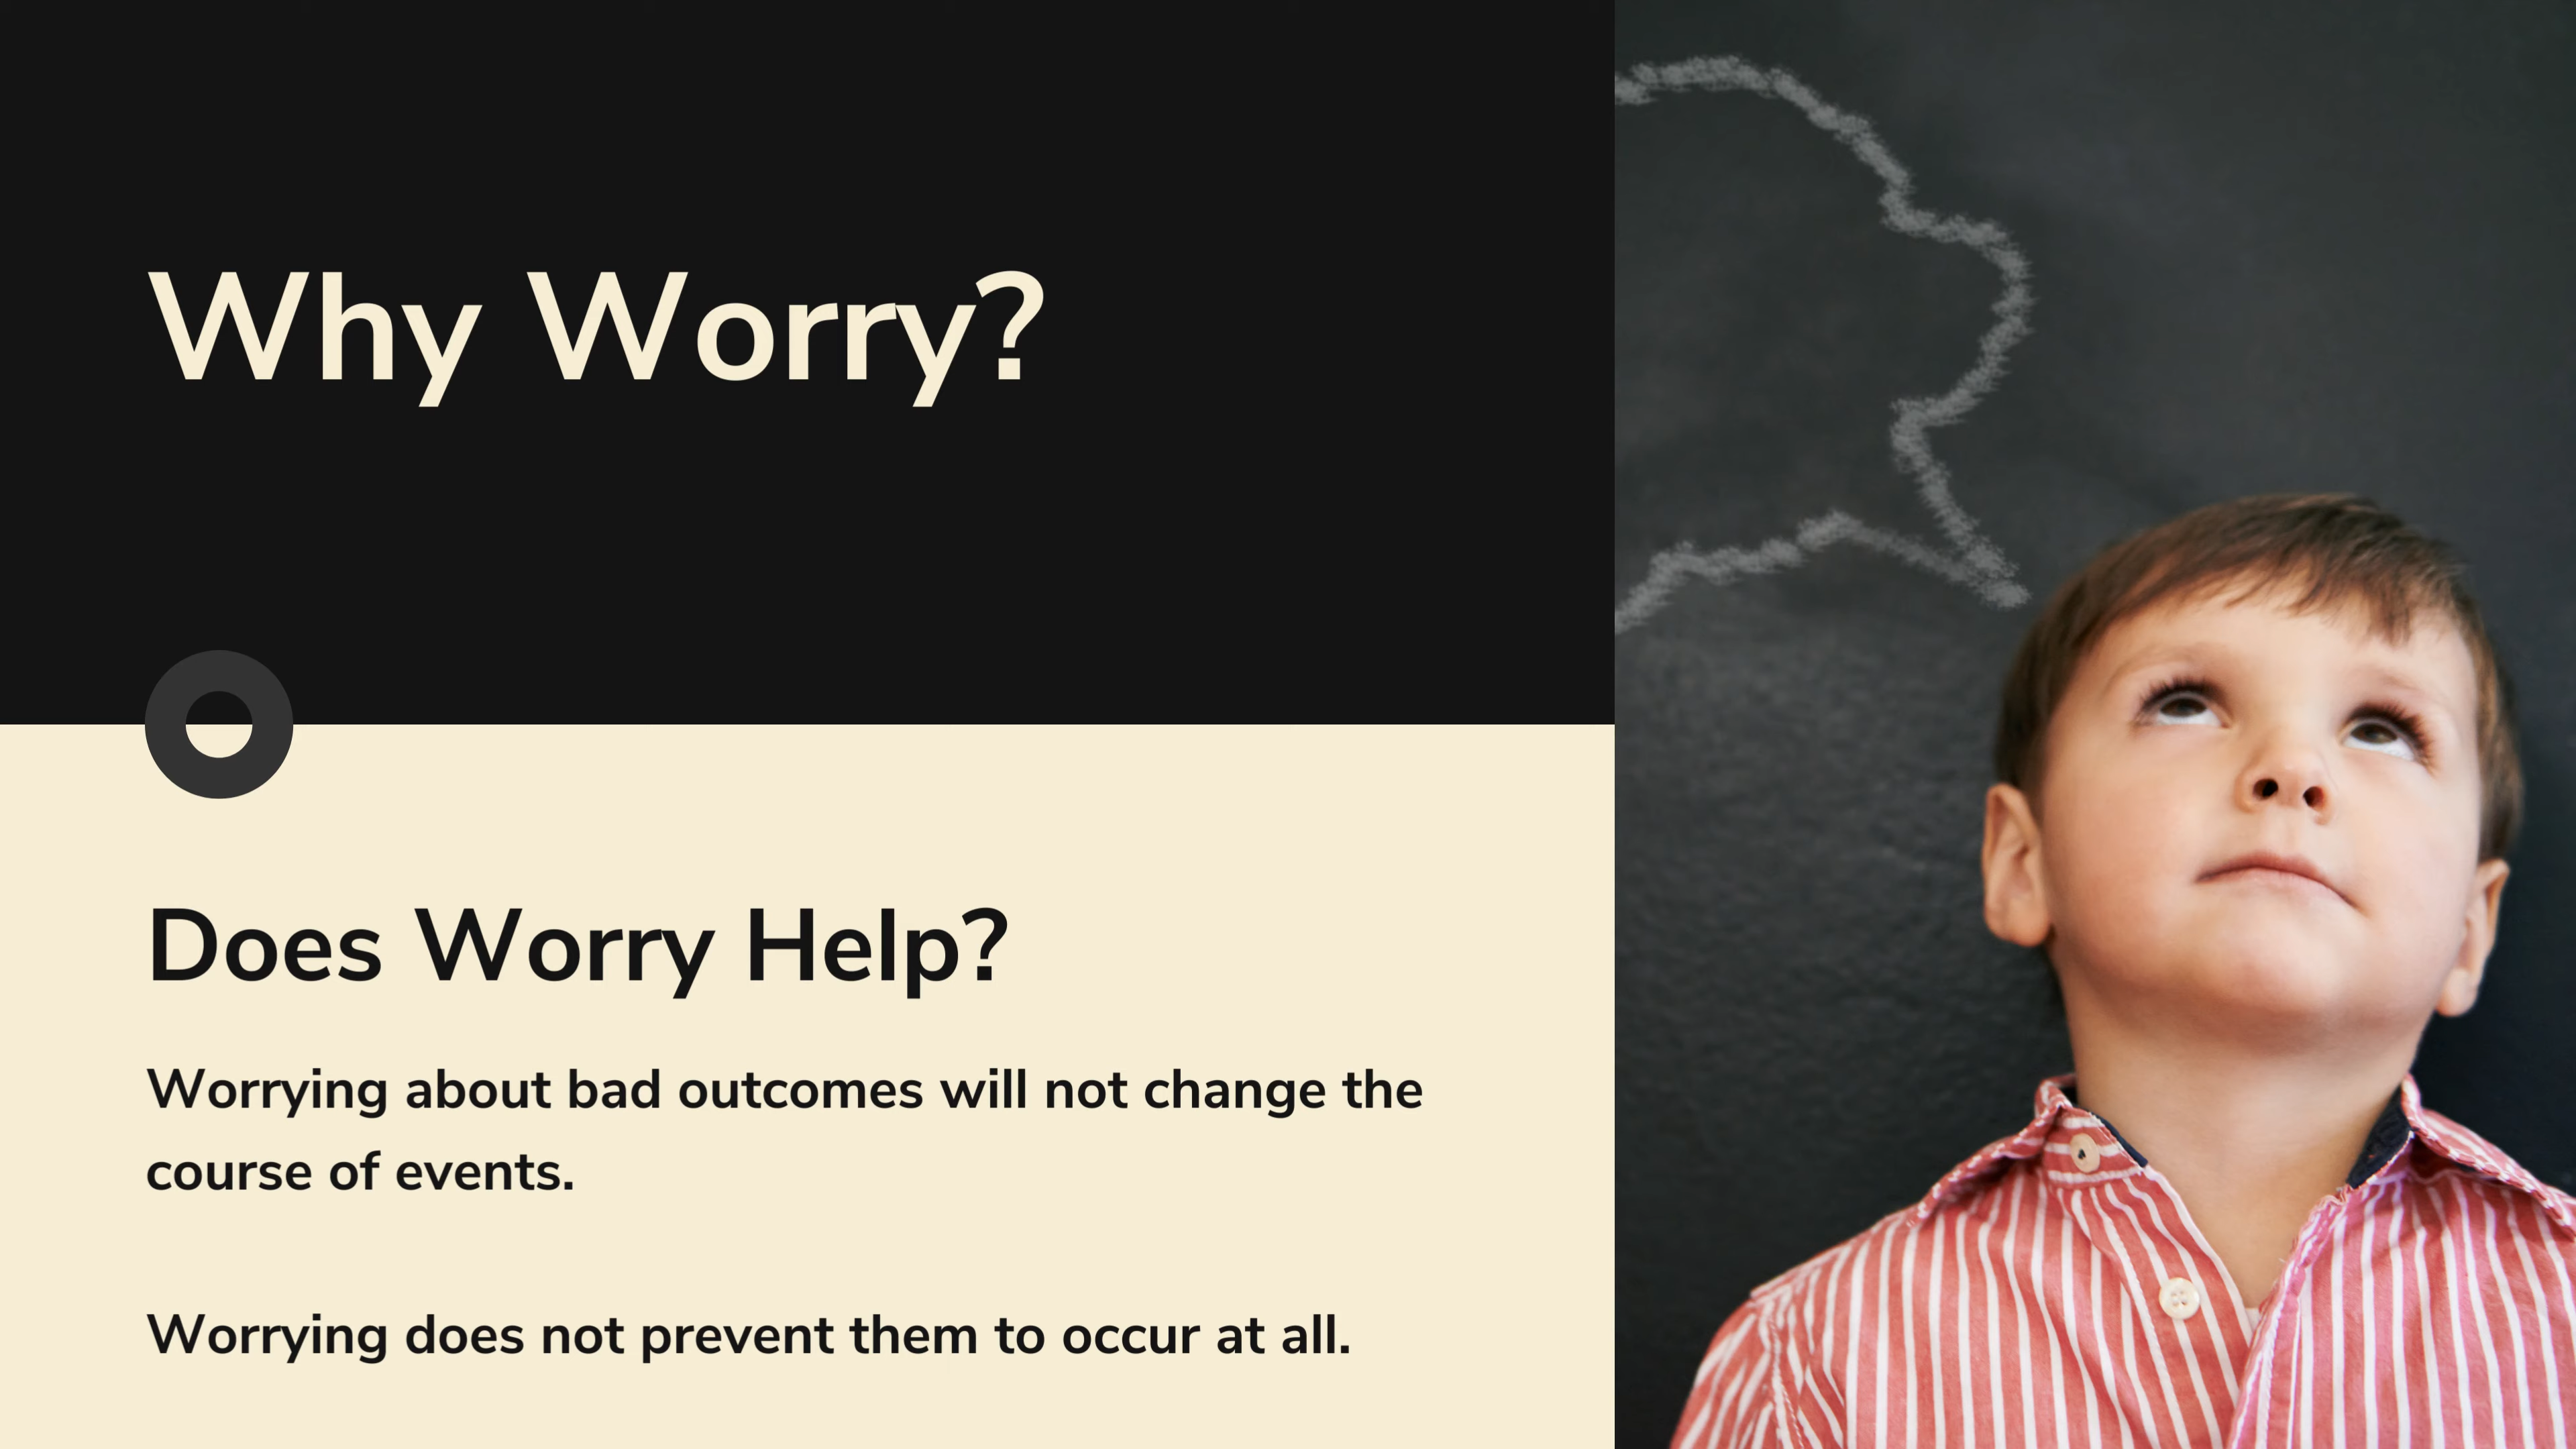 Why Worry?
Does Worry Help?
Worrying about bad outcomes will not change the
course of events.
Worrying does not prevent them to occur at all.